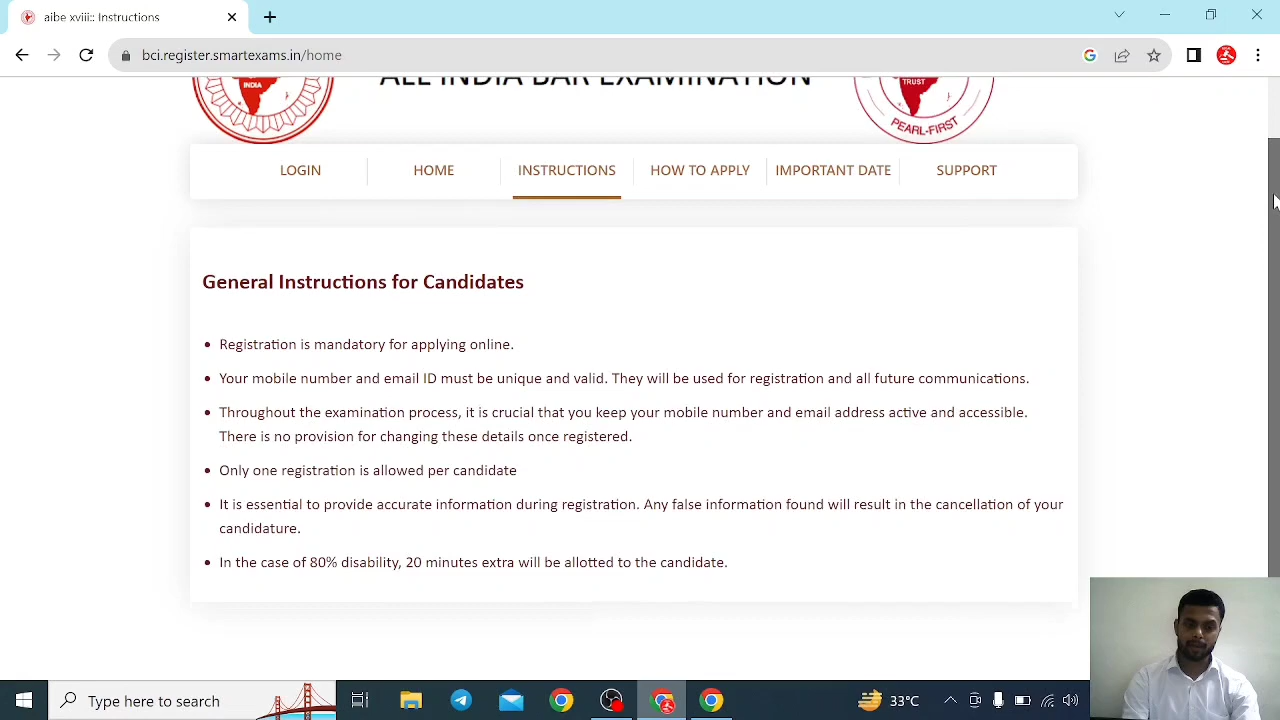 aibe xviii: Instructions
bci.register.smartexams.in/home
INDIA
ALL INDIA BAR EXAMINATION
TRUST
PEARL-FIRST
LOGIN
HOME
INSTRUCTIONS
HOW TO APPLY
IMPORTANT DATE
SUPPORT
General Instructions for Candidates
• Registration is mandatory for applying online.
• Your mobile number and email ID must be unique and valid. They will be used for registration and all future communications.
• Throughout the examination process, it is crucial that you keep your mobile number and email address active and accessible.
There is no provision for changing these details once registered.
• Only one registration is allowed per candidate
• It is essential to provide accurate information during registration. Any false information found will result in the cancellation of your
candidature.
• In the case of 80% disability, 20 minutes extra will be allotted to the candidate.
Type here to search
33°C